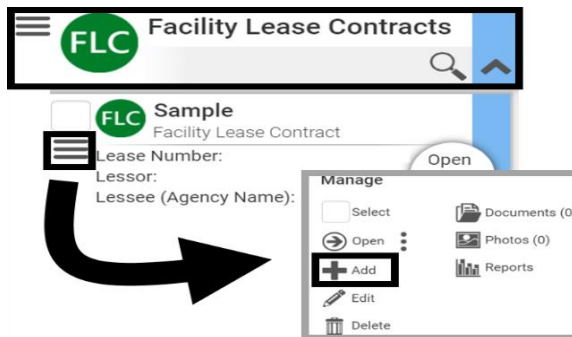 FLC Facility Lease Contracts
FLC Sample
Facility Lease Contract
Lease Number:
Lessor:
Lessee (Agency Name):
Open
Manage
Select
Documents (0
Open
Photos (0)
Add
Reports
Edit
Delete